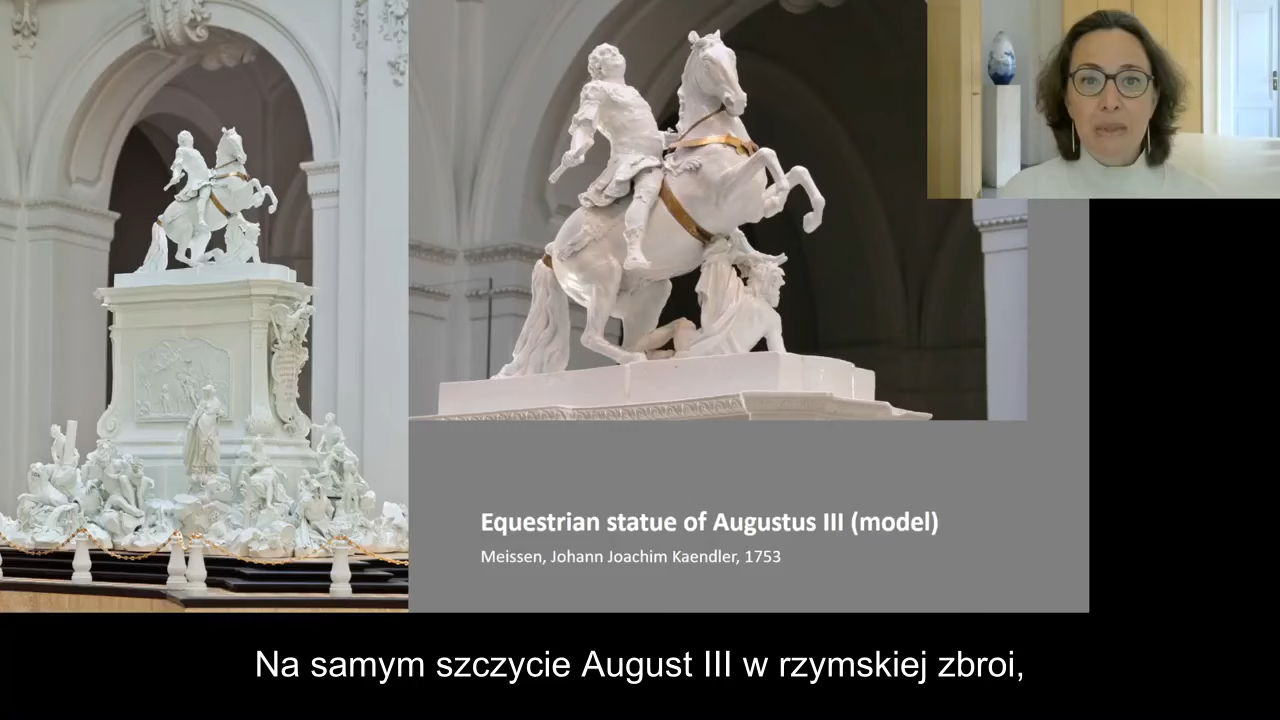 Equestrian statue of Augustus III (model)
Meissen, Johann Joachim Kaendler, 1753
Na samym szczycie August III w rzymskiej zbroi,